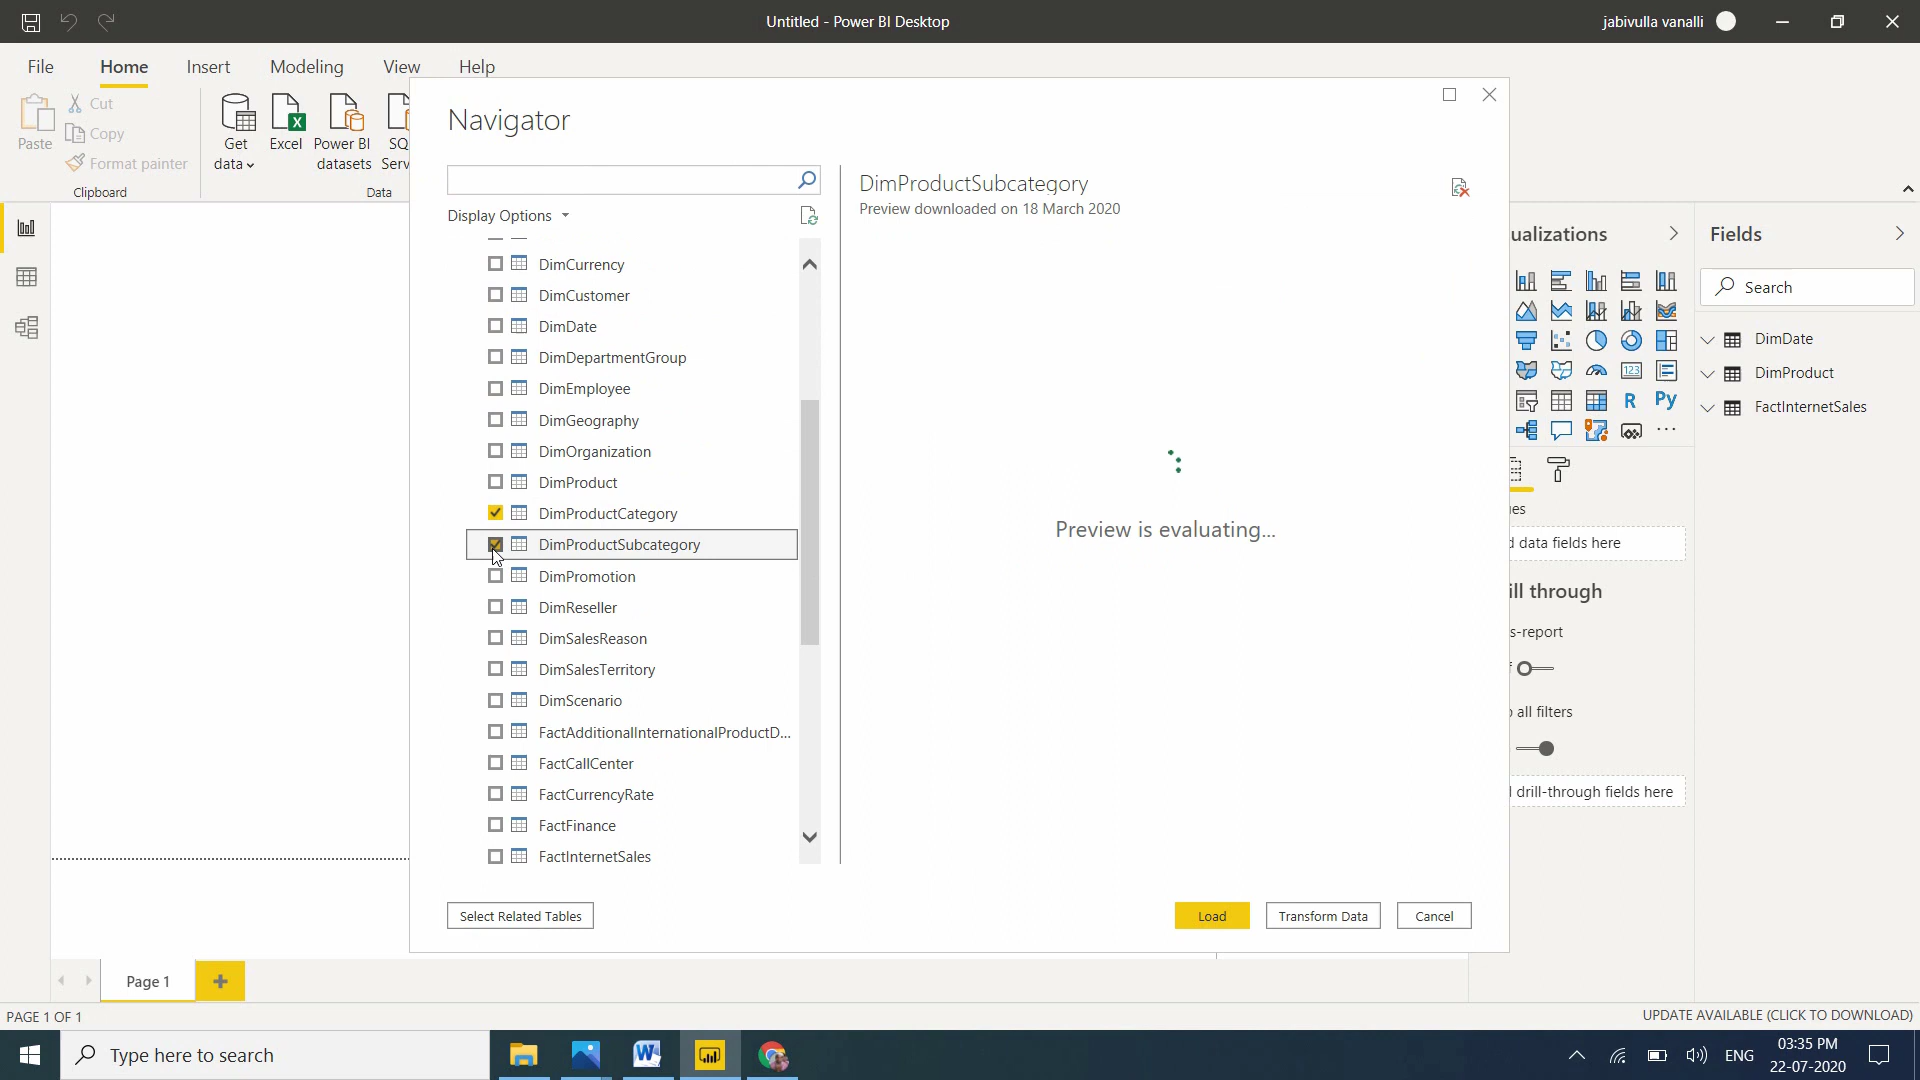 Untitled - Power BI Desktop
jabivulla vanalli
File
Home
Insert
Modeling
View
Help
Paste
Cut
Copy
Format painter
Clipboard
Get
data
Excel
Power BI
datasets
SQ
Serv
Data
Navigator
Display Options
DimCurrency
DimCustomer
DimDate
DimDepartmentGroup
DimEmployee
DimGeography
DimOrganization
DimProduct
DimProductCategory
DimProductSubcategory
DimPromotion
DimReseller
DimSalesReason
DimSalesTerritory
DimScenario
FactAdditionalInternationalProductD...
FactCallCenter
FactCurrencyRate
FactFinance
FactInternetSales
Select Related Tables
DimProductSubcategory
Preview downloaded on 18 March 2020
Preview is evaluating...
Load
Transform Data
Cancel
ualizations
123
R
Py
...
es
d data fields here
ill through
s-report
all filters
drill-through fields here
Fields
Search
DimDate
DimProduct
FactInternetSales
Page 1
PAGE 1 OF 1
UPDATE AVAILABLE (CLICK TO DOWNLOAD)
Type here to search
ENG
03:35 PM
22-07-2020